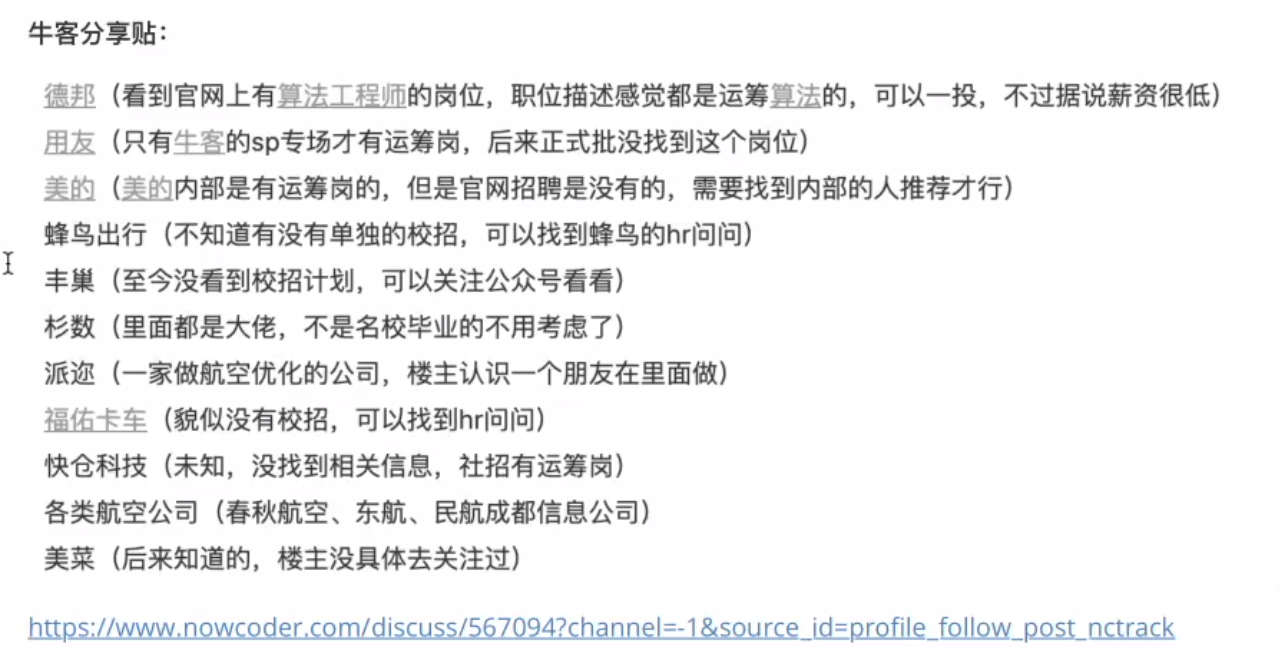 牛客分享贴：
德邦（看到官网上有算法工程师的岗位，职位描述感觉都是运筹算法的，可以一投，不过据说薪资很低）
用友（只有牛客的sp专场才有运筹岗，后来正式批没找到这个岗位）
美的（美的内部是有运筹岗的，但是官网招聘是没有的，需要找到内部的人推荐才行）
蜂鸟出行（不知道有没有单独的校招，可以找到蜂鸟的hr问问）
丰巢（至今没看到校招计划，可以关注公众号看看）
杉数（里面都是大佬，不是名校毕业的不用考虑了）
派迩（一家做航空优化的公司，楼主认识一个朋友在里面做）
福佑卡车（貌似没有校招，可以找到hr问问）
快仓科技（未知，没找到相关信息，社招有运筹岗）
各类航空公司（春秋航空、东航、民航成都信息公司）
美菜（后来知道的，楼主没具体去关注过）
https://www.nowcoder.com/discuss/567094?channel=-1&source_id=profile_follow_post_nctrack